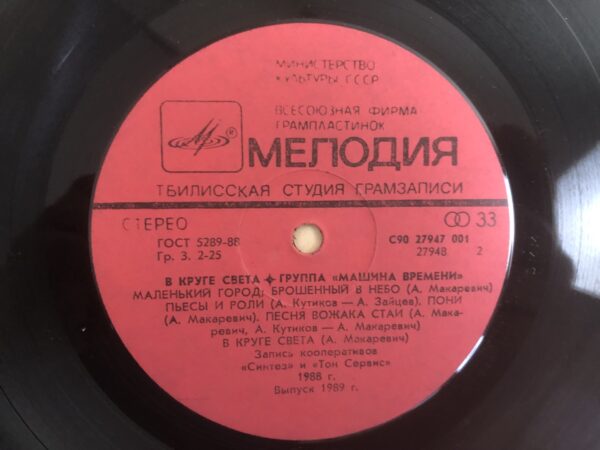 МИНИСТЕРСТВО
КУЛЬТУРЫ СССР
ВСЕСОЮЗНАЯ ФИРМА
ГРАМПЛАСТИНОК
®
МЕЛОДИЯ
ТБИЛИССКАЯ СТУДИЯ ГРАМЗАПИСИ
СТЕРЕО 33
ГОСТ 5289-88 С90 27947 001
Гр. 3. 2-25 27948 2
В КРУГЕ СВЕТА ✦ ГРУППА «МАШИНА ВРЕМЕНИ»
МАЛЕНЬКИЙ ГОРОД; БРОШЕННЫЙ В НЕБО (А. Макаревич)
ПЬЕСЫ И РОЛИ (А. Кутиков — А. Зайцев). ПОНИ
(А. Макаревич). ПЕСНЯ ВОЖАКА СТАИ (А. Мака-
ревич, А. Кутиков — А. Макаревич)
В КРУГЕ СВЕТА (А. Макаревич)
Запись кооперативов
«Синтез» и «Тон Сервис»
1988 г.
Выпуск 1989 г.